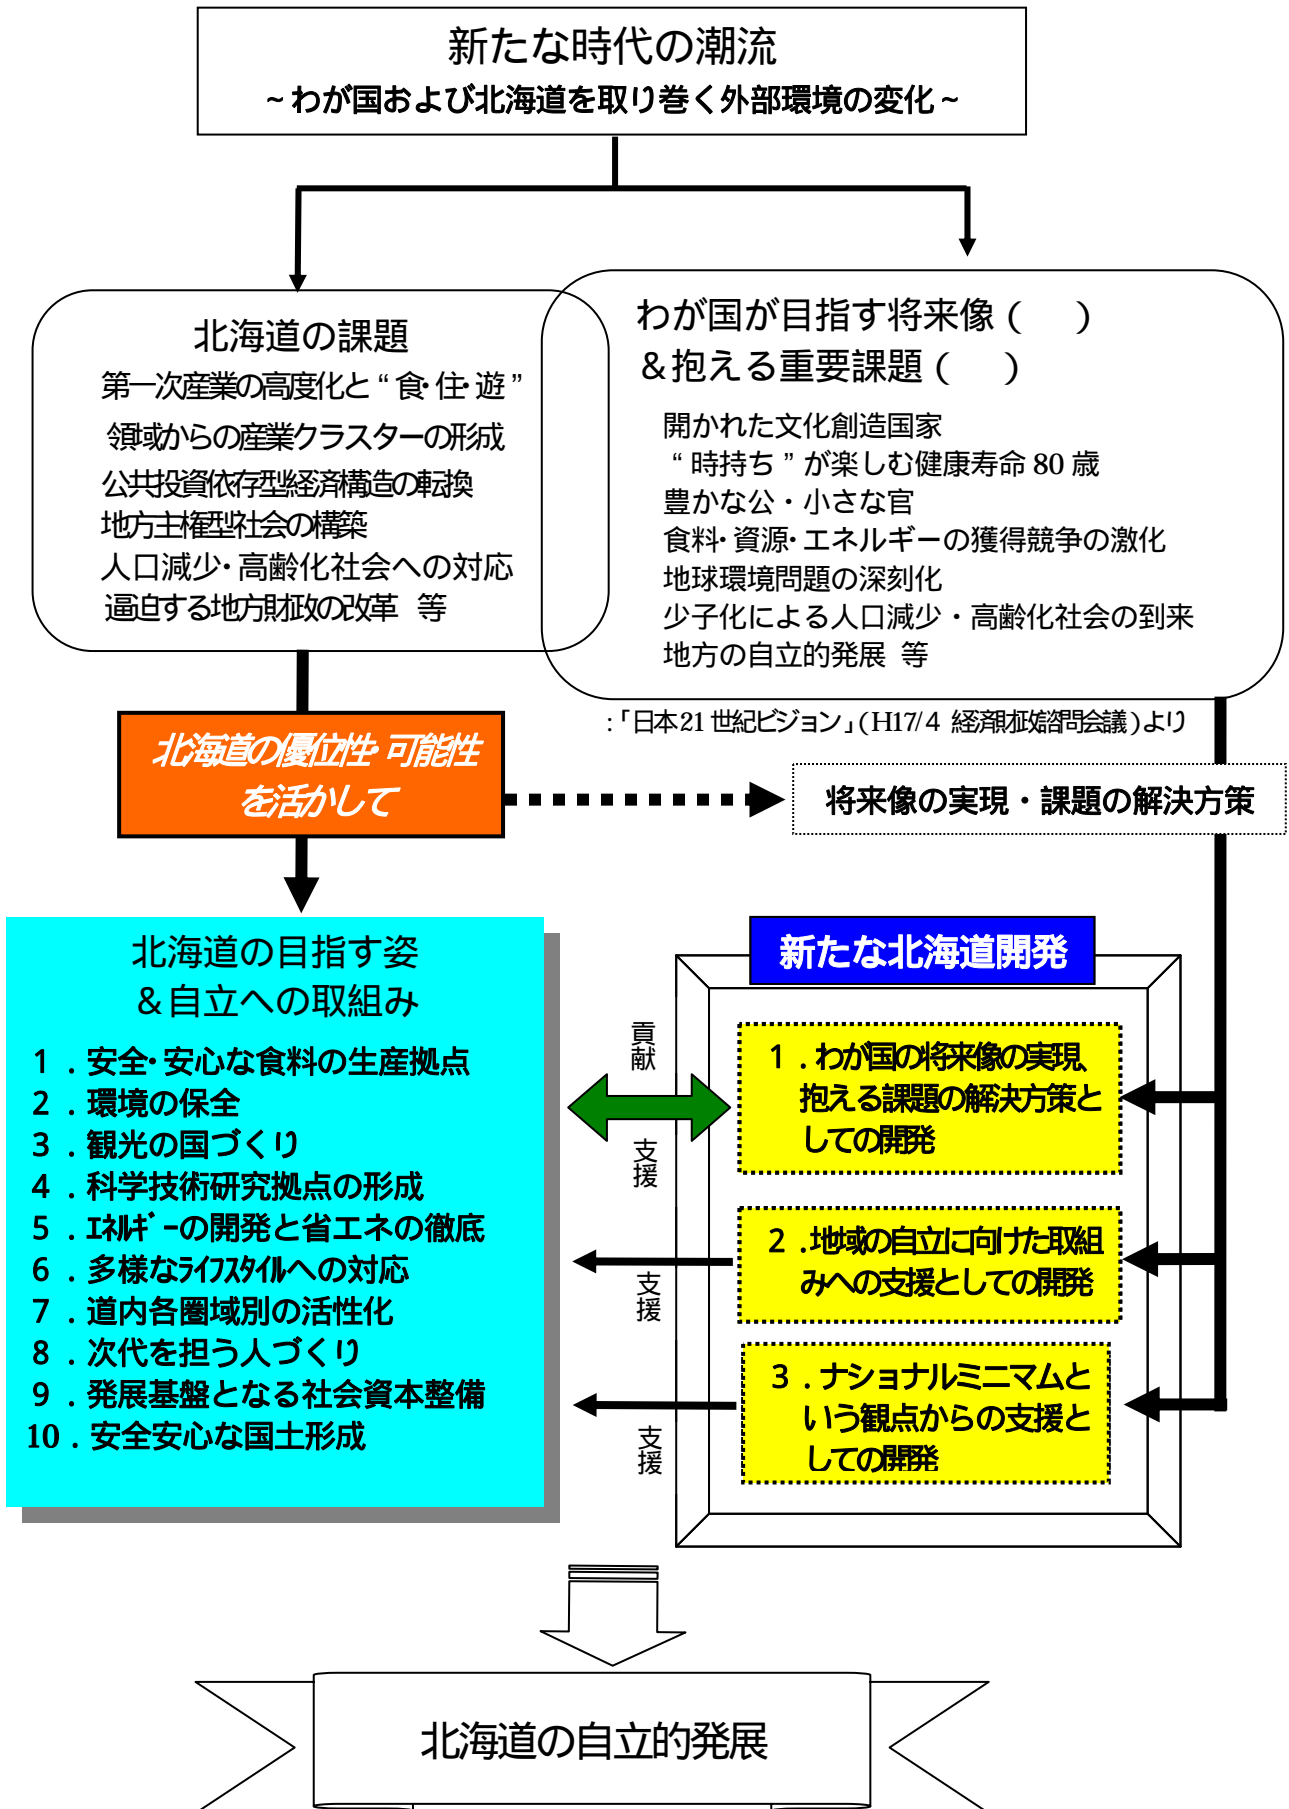 新たな時代の潮流
~わが国および北海道を取り巻く外部環境の変化~
北海道の課題
第一次産業の高度化と“食・住・遊”
領域からの産業クラスターの形成
公共投資依存型経済構造の転換
地方主権型社会の構築
人口減少・高齢化社会への対応
逼迫する地方財政の改革 等
わが国が目指す将来像( )
&抱える重要課題( )
開かれた文化創造国家
“時持ち”が楽しむ健康寿命80歳
豊かな公・小さな官
食料・資源・エネルギーの獲得競争の激化
地球環境問題の深刻化
少子化による人口減少・高齢化社会の到来
地方の自立的発展 等
:「日本21世紀ビジョン」(H17/4 経済財政諮問会議)より
北海道の優位性・可能性
を活かして
将来像の実現・課題の解決方策
北海道の目指す姿
&自立への取組み
1.安全・安心な食料の生産拠点
2.環境の保全
3.観光の国づくり
4.科学技術研究拠点の形成
5.エネルギーの開発と省エネの徹底
6.多様なライフスタイルへの対応
7.道内各圏域別の活性化
8.次代を担う人づくり
9.発展基盤となる社会資本整備
10.安全安心な国土形成
貢献
支援
支援
支援
新たな北海道開発
1.わが国の将来像の実現、
抱える課題の解決方策と
しての開発
2.地域の自立に向けた取組
みへの支援としての開発
3.ナショナルミニマムと
いう観点からの支援と
しての開発
北海道の自立的発展